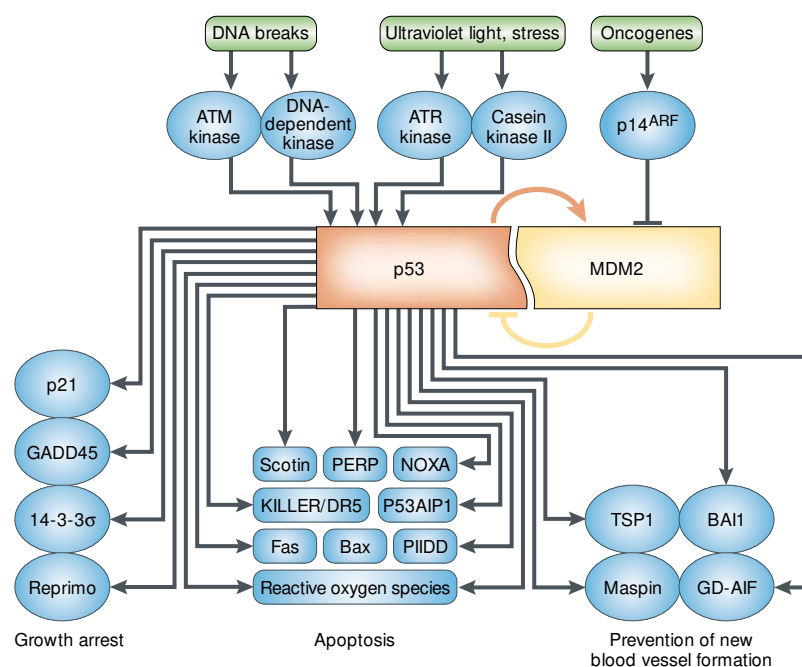 DNA breaks
Ultraviolet light, stress
Oncogenes
ATM
kinase
DNA-
dependent
kinase
ATR
kinase
Casein
kinase II
p14ARF
p53
MDM2
p21
GADD45
14-3-3σ
Reprimo
Scotin
PERP
NOXA
KILLER/DR5
P53AIP1
Fas
Bax
PIIDD
Reactive oxygen species
TSP1
BAI1
Maspin
GD-AIF
Growth arrest
Apoptosis
Prevention of new
blood vessel formation